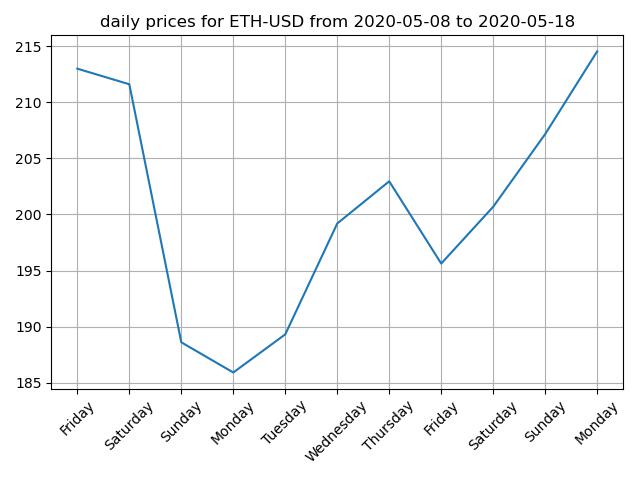 daily prices for ETH-USD from 2020-05-08 to 2020-05-18
215
210
205
200
195
190
185
Friday
Saturday
Sunday
Monday
Tuesday
Wednesday
Thursday
Friday
Saturday
Sunday
Monday